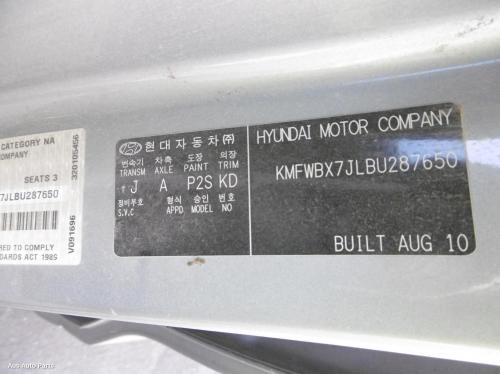 CATEGORY NA
COMPANY
SEATS 3
7JLBU287650
V091696
320105456
RED TO COMPLY
NDARDS ACT 1989
현대자동차(주)
변속기 차축 도장 의장
TRANSM AXLE PAINT TRIM
J A P2S KD
정비부호 형식 승인 번호
S.V.C APPD MODEL NO
HYUNDAI MOTOR COMPANY
KMFWBX7JLBU287650
BUILT AUG 10
Aus Auto Parts